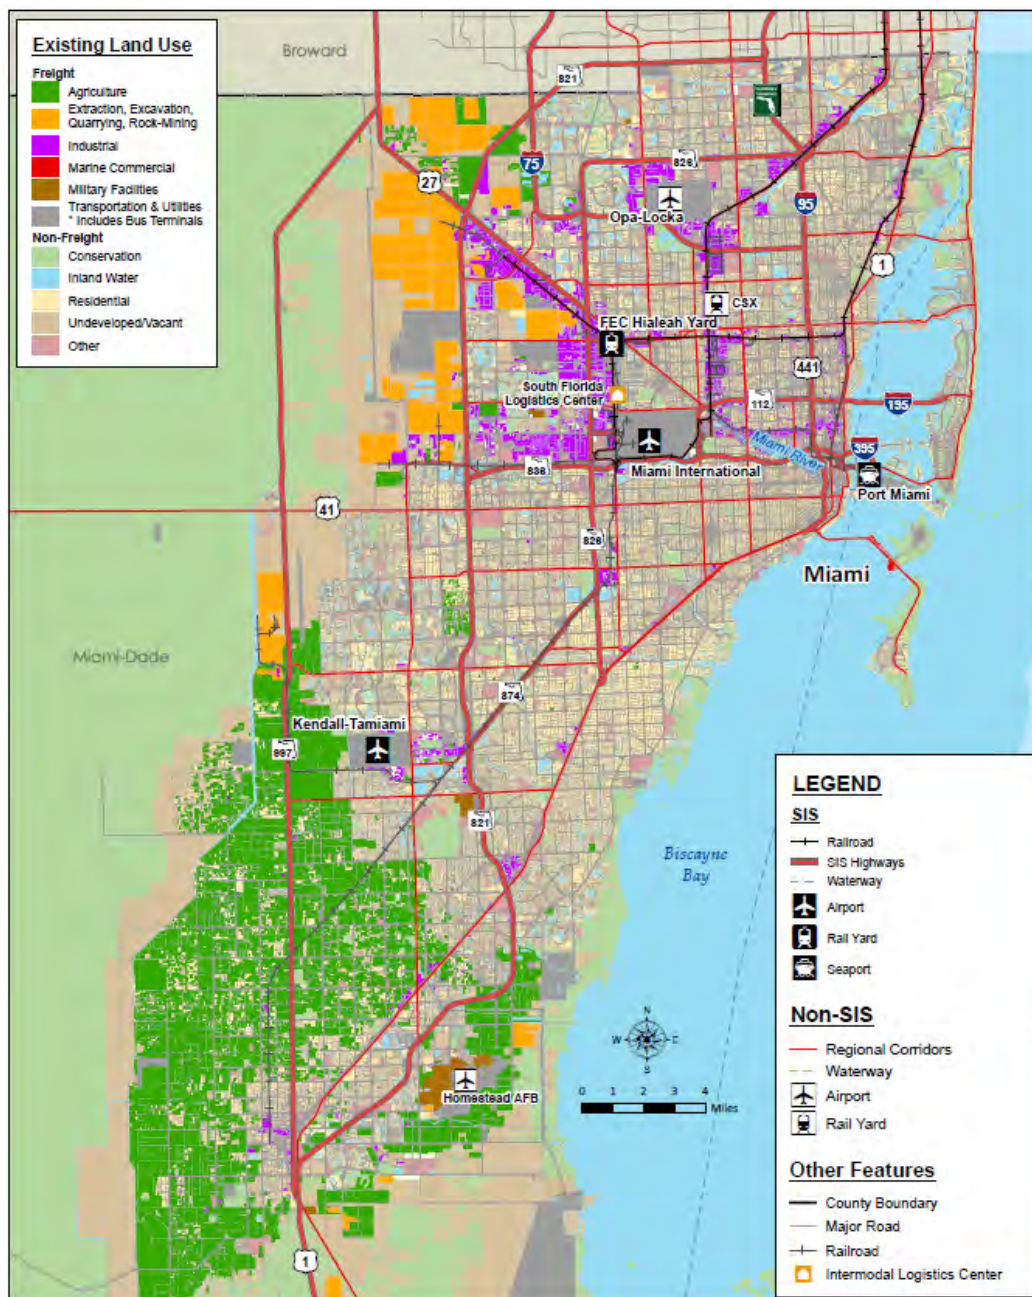 Existing Land Use
Freight
Agriculture
Extraction, Excavation,
Quarrying, Rock-Mining
Industrial
Marine Commercial
Military Facilities
Transportation & Utilities
* Includes Bus Terminals
Non-Freight
Conservation
Inland Water
Residential
Undeveloped/Vacant
Other
Broward
821
27
75
826
95
Opa-Locka
1
CSX
FEC Hialeah Yard
441
South Florida
Logistics Center
112
195
Miami River
395
836
Miami International
Port Miami
41
826
Miami
Miami-Dade
874
Kendall-Tamiami
997
821
Biscayne
Bay
Homestead AFB
1
N
W
S
0 1 2 3 4
Miles
LEGEND
SIS
Railroad
SIS Highways
Waterway
Airport
Rail Yard
Seaport
Non-SIS
Regional Corridors
Waterway
Airport
Rail Yard
Other Features
County Boundary
Major Road
Railroad
Intermodal Logistics Center